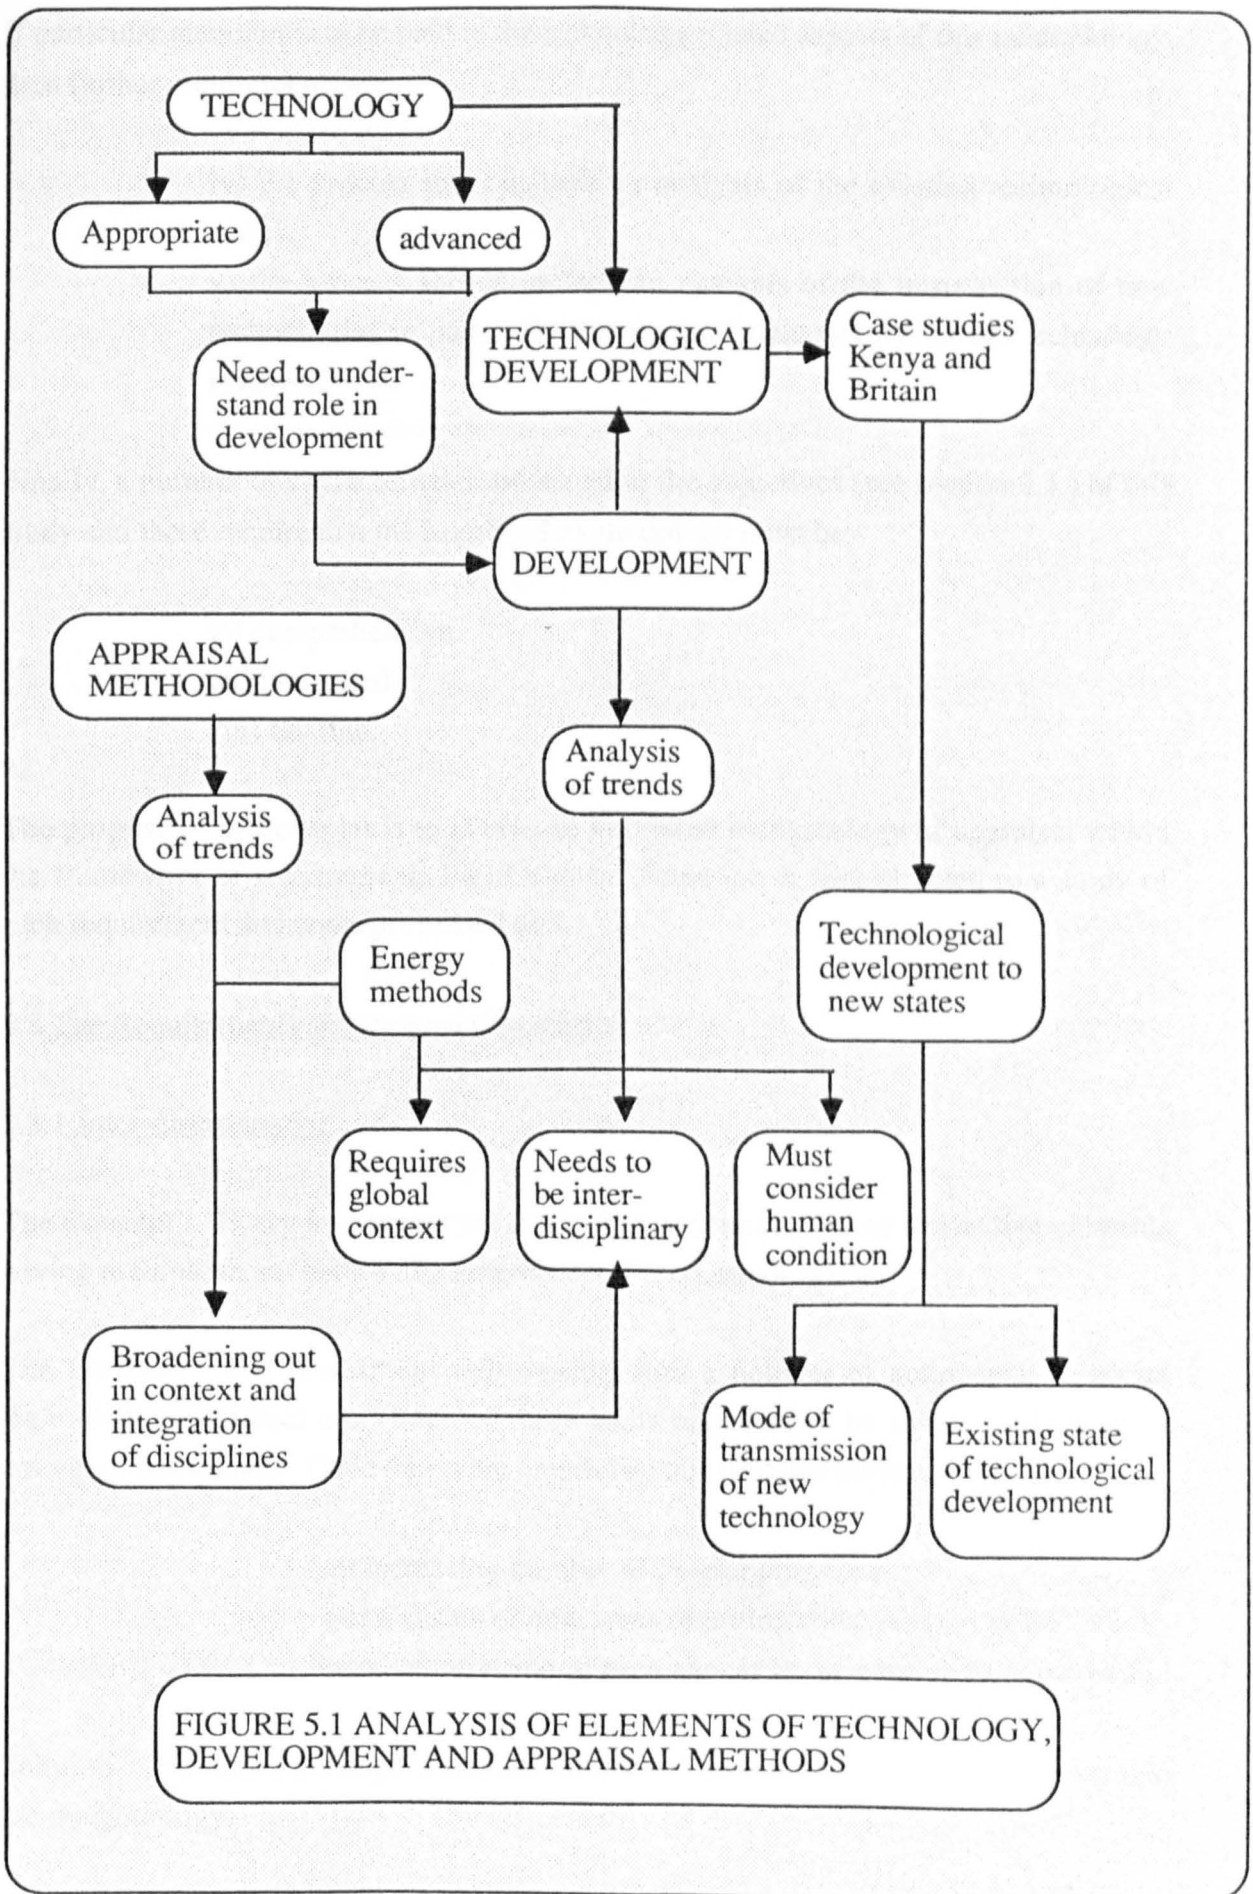 TECHNOLOGY
Appropriate
advanced
TECHNOLOGICAL
DEVELOPMENT
Case studies
Kenya and
Britain
Need to under-
stand role in
development
DEVELOPMENT
APPRAISAL
METHODOLOGIES
Analysis
of trends
Analysis
of trends
Energy
methods
Technological
development to
new states
Requires
global
context
Needs to
be inter-
disciplinary
Must
consider
human
condition
Broadening out
in context and
integration
of disciplines
Mode of
transmission
of new
technology
Existing state
of technological
development
FIGURE 5.1 ANALYSIS OF ELEMENTS OF TECHNOLOGY,
DEVELOPMENT AND APPRAISAL METHODS